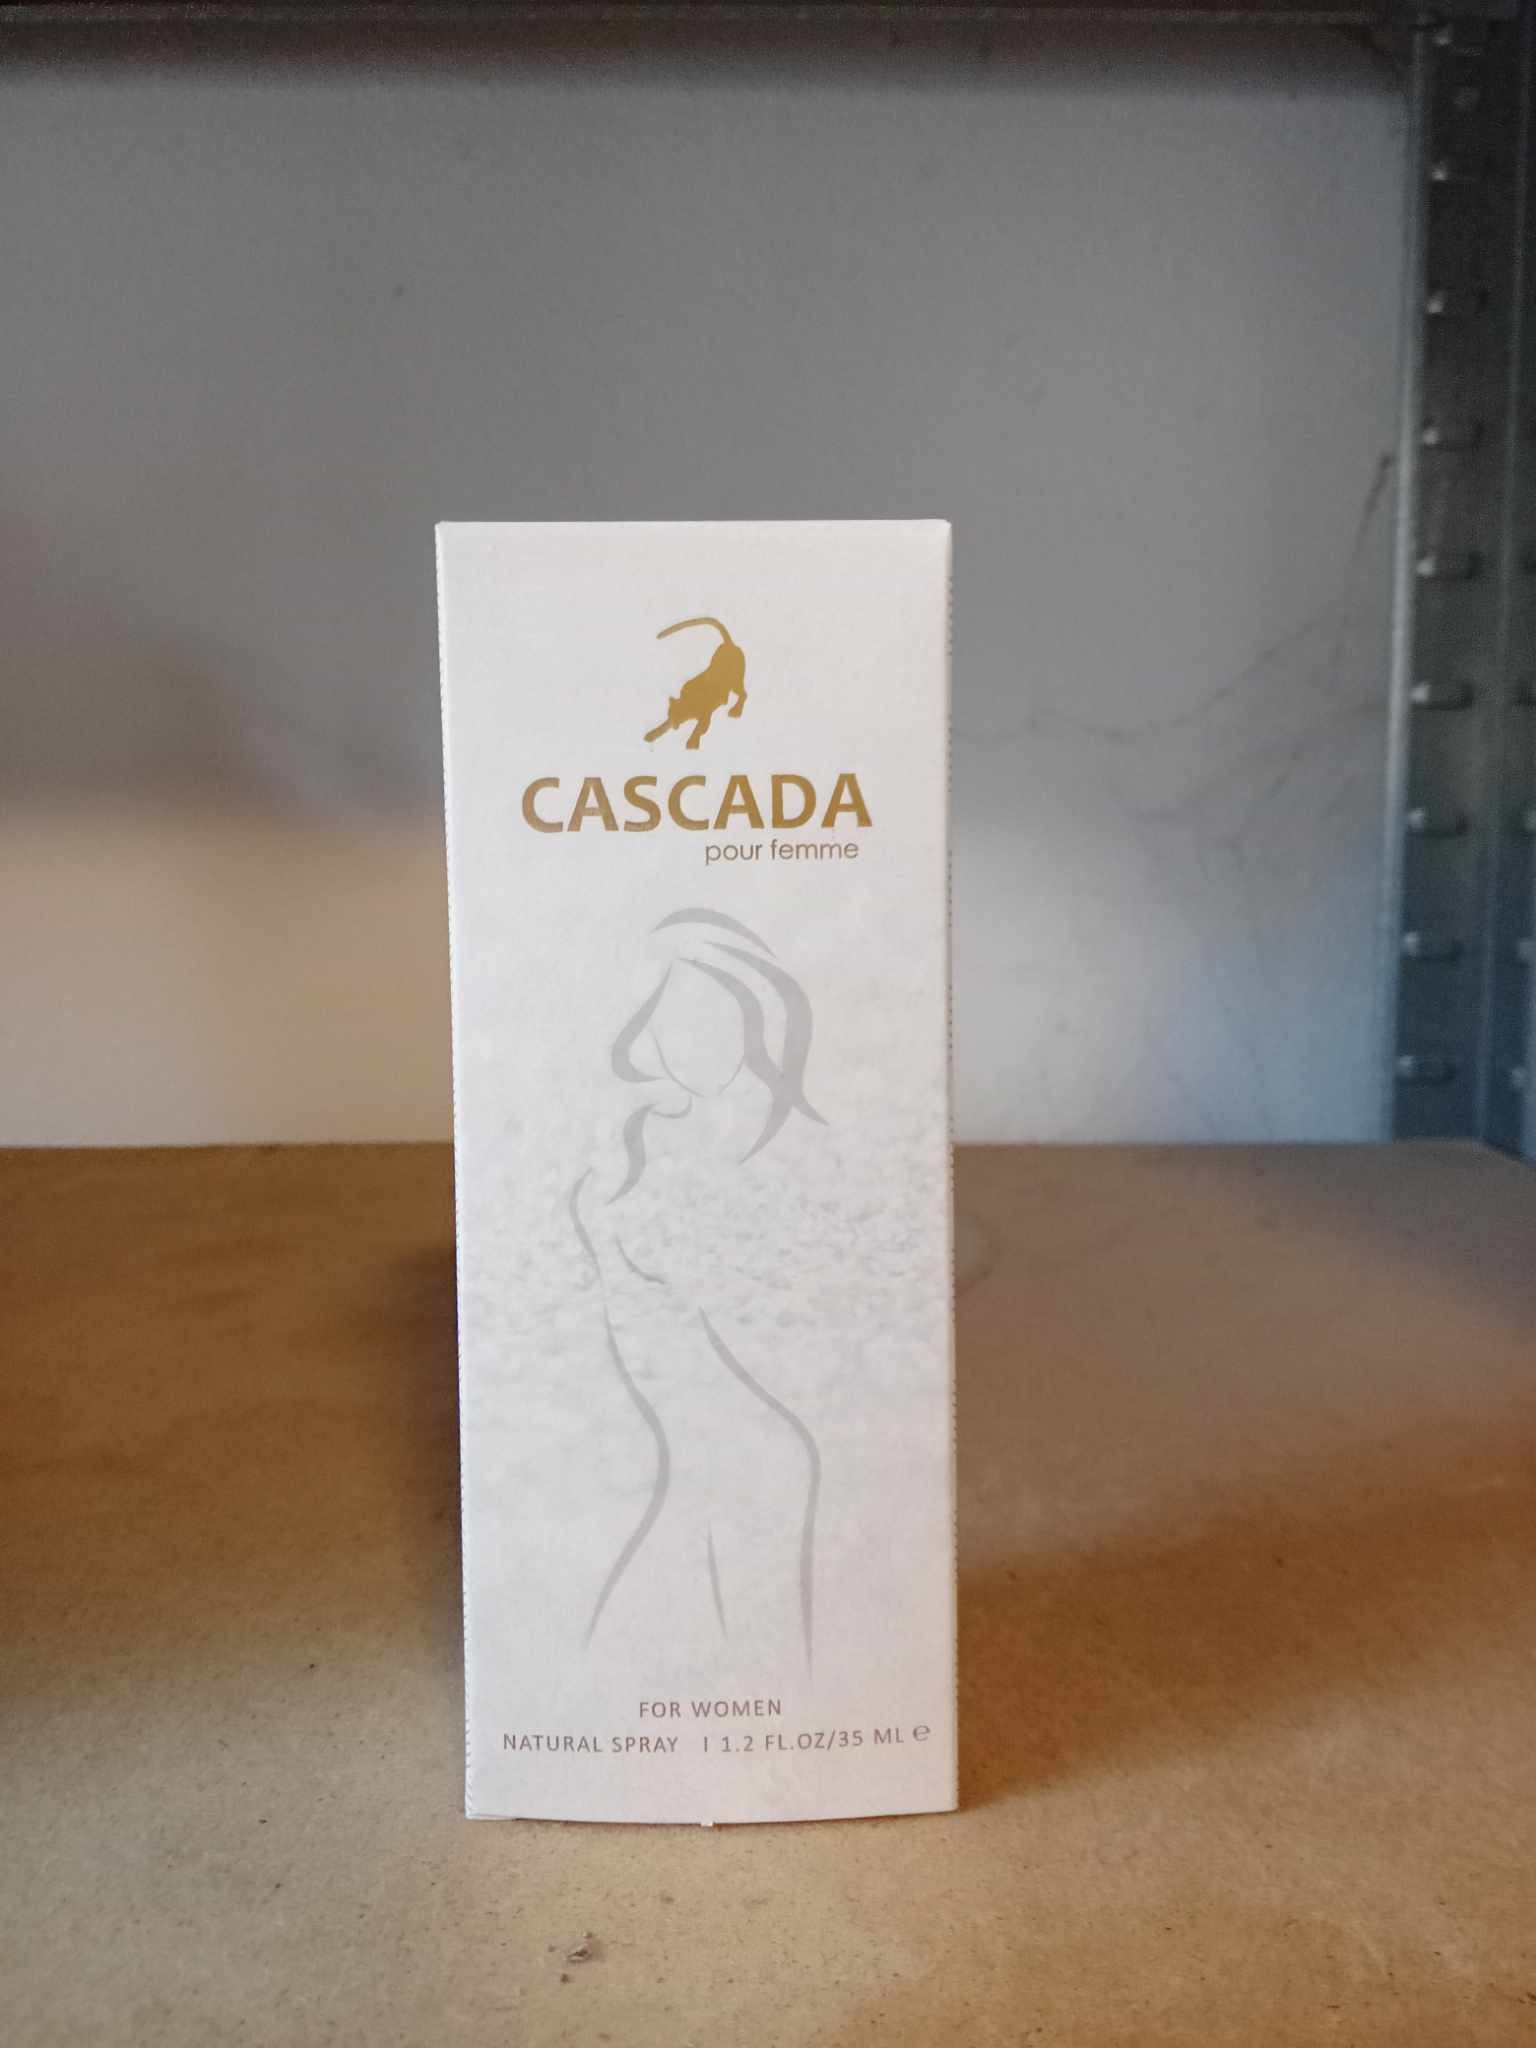 CASCADA
pour femme
FOR WOMEN
NATURAL SPRAY I 1.2 FL.OZ/35 ML ℮